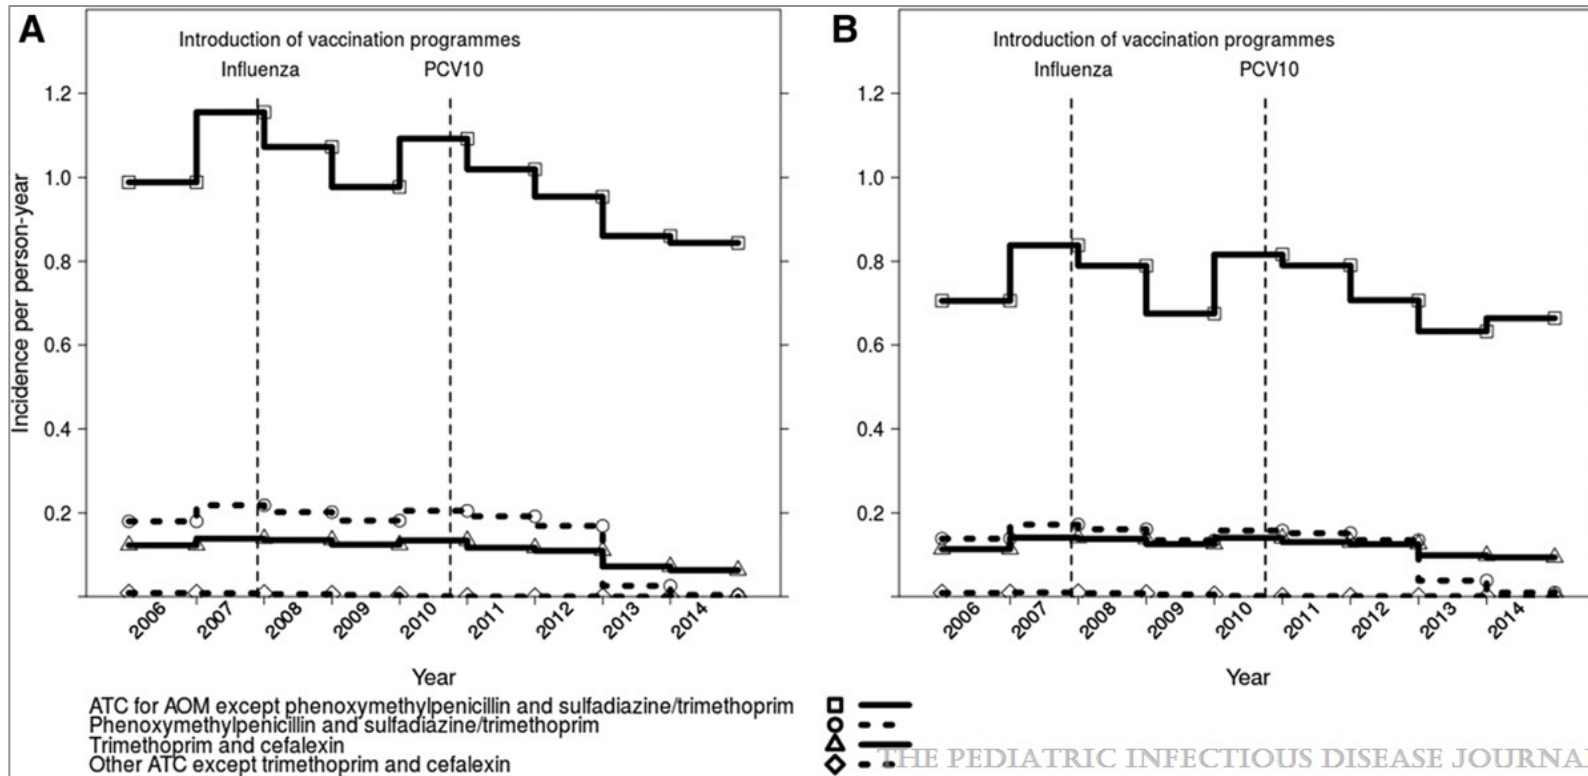 A
Introduction of vaccination programmes
Influenza PCV10
Incidence per person-year
1.2
1.0
0.8
0.6
0.4
0.2
2006 2007 2008 2009 2010 2011 2012 2013 2014
Year
B
Introduction of vaccination programmes
Influenza PCV10
1.2
1.0
0.8
0.6
0.4
0.2
2006 2007 2008 2009 2010 2011 2012 2013 2014
Year
ATC for AOM except phenoxymethylpenicillin and sulfadiazine/trimethoprim
Phenoxymethylpenicillin and sulfadiazine/trimethoprim
Trimethoprim and cefalexin
Other ATC except trimethoprim and cefalexin
THE PEDIATRIC INFECTIOUS DISEASE JOURNA